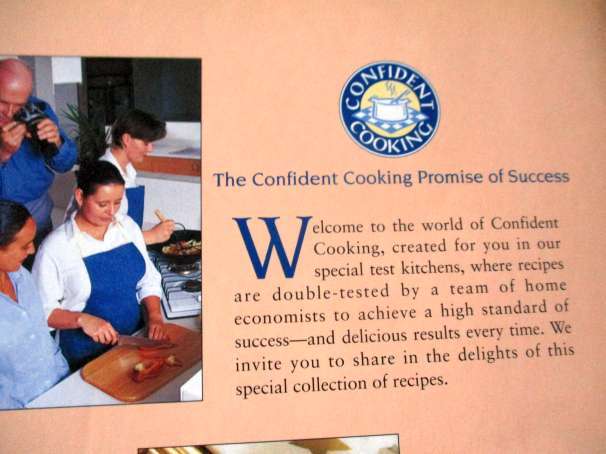 CONFIDENT
COOKING
The Confident Cooking Promise of Success
Welcome to the world of Confident
Cooking, created for you in our
special test kitchens, where recipes
are double-tested by a team of home
economists to achieve a high standard of
success—and delicious results every time. We
invite you to share in the delights of this
special collection of recipes.